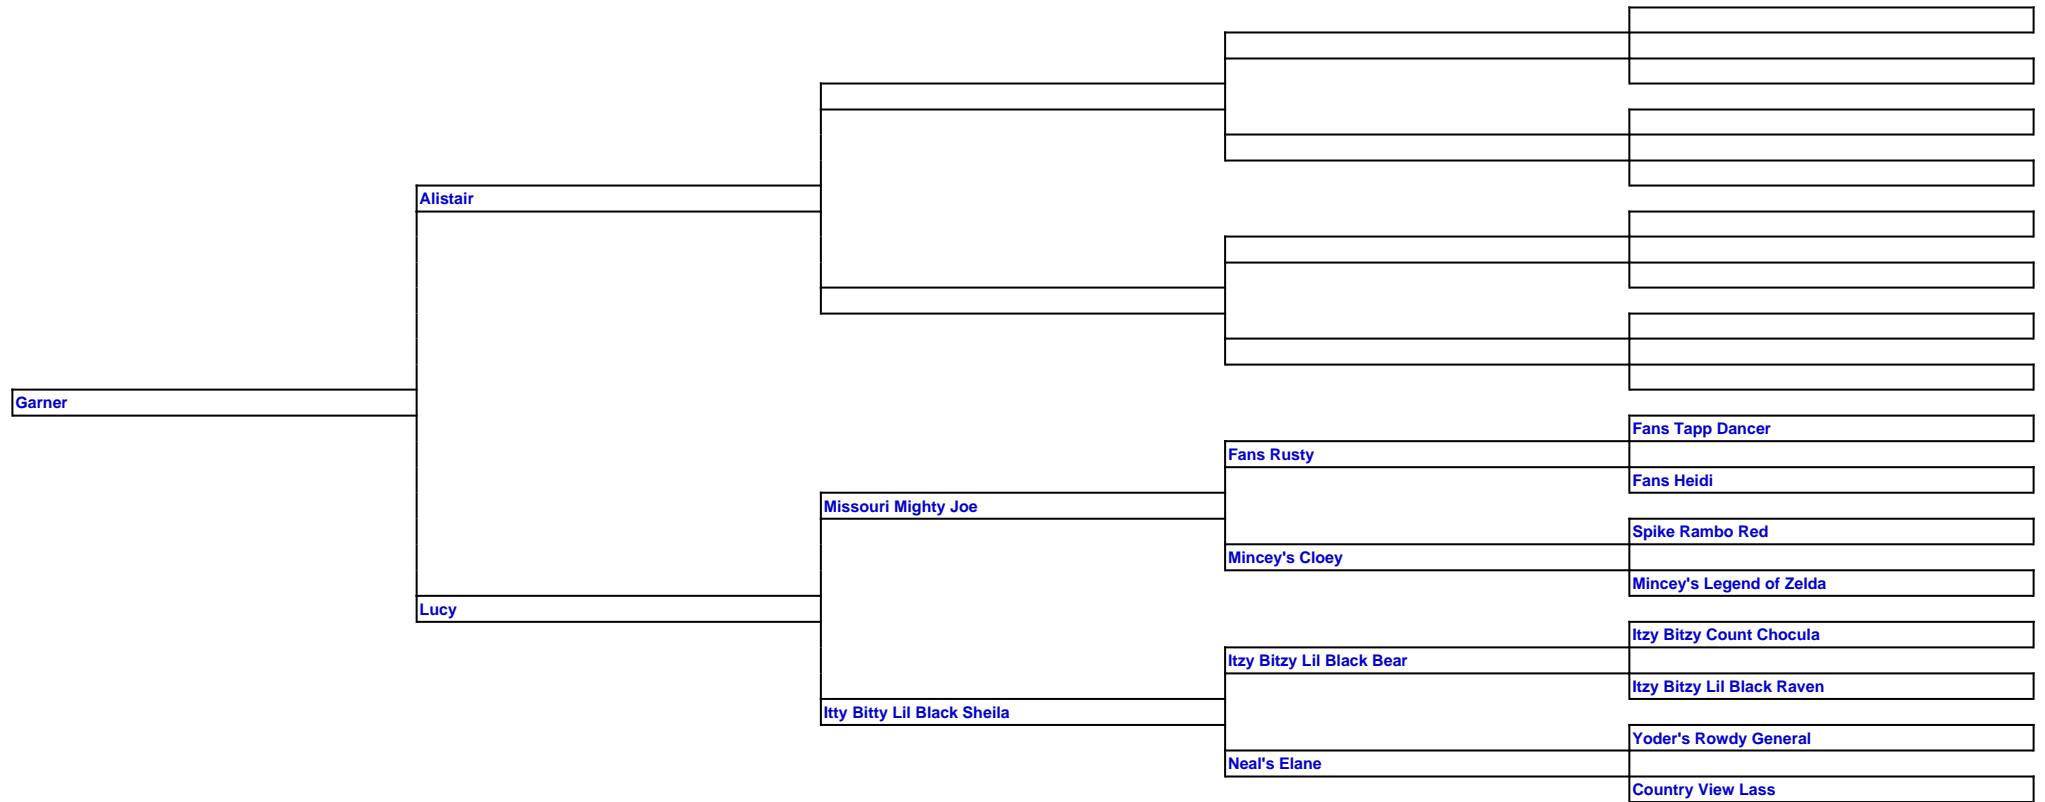 Alistair
Garner
Fans Tapp Dancer
Fans Rusty
Fans Heidi
Missouri Mighty Joe
Spike Rambo Red
Mincey's Cloey
Mincey's Legend of Zelda
Lucy
Itzy Bitzy Count Chocula
Itzy Bitzy Lil Black Bear
Itzy Bitzy Lil Black Raven
Itty Bitty Lil Black Sheila
Yoder's Rowdy General
Neal's Elane
Country View Lass